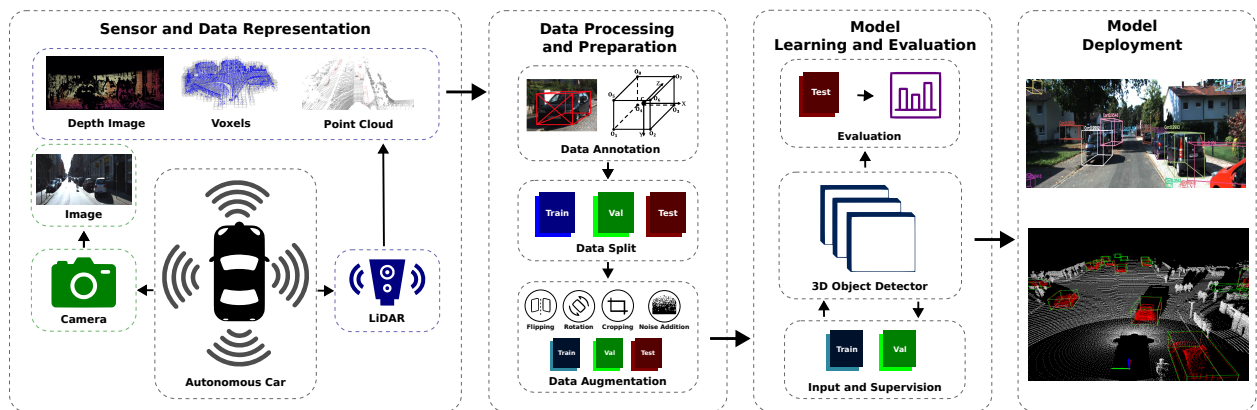 Sensor and Data Representation
Depth Image
Voxels
Point Cloud
Image
Camera
Autonomous Car
LiDAR
Data Processing
and Preparation
Data Annotation
Train
Val
Test
Data Split
Flipping
Rotation
Cropping
Noise Addition
Train
Val
Test
Data Augmentation
Model
Learning and Evaluation
Test
Evaluation
3D Object Detector
Train
Val
Input and Supervision
Model
Deployment